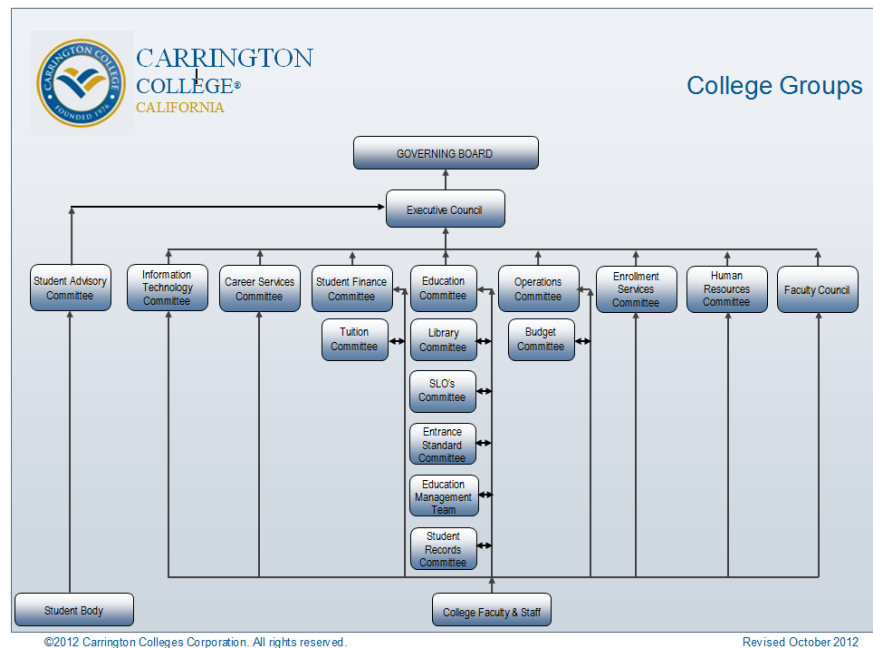 CARRINGTON COLLEGE
FOUNDED 1976
CARRINGTON
COLLEGE®
CALIFORNIA
College Groups
GOVERNING BOARD
Executive Council
Student Advisory
Committee
Information
Technology
Committee
Career Services
Committee
Student Finance
Committee
Education
Committee
Operations
Committee
Enrollment
Services
Committee
Human
Resources
Committee
Faculty Council
Tuition
Committee
Library
Committee
Budget
Committee
SLO's
Committee
Entrance
Standard
Committee
Education
Management
Team
Student
Records
Committee
Student Body
College Faculty & Staff
©2012 Carrington Colleges Corporation. All rights reserved.
Revised October 2012